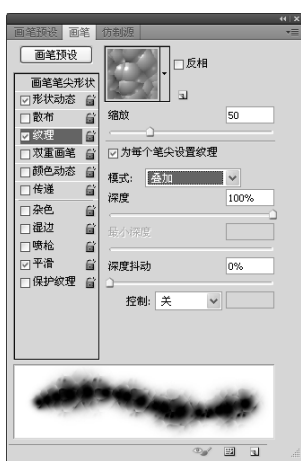 画笔预设 画笔 仿制源
画笔预设
反相
画笔笔尖形状
形状动态
散布
缩放 50
纹理
双重画笔
为每个笔尖设置纹理
颜色动态
模式: 叠加
传递
深度 100%
杂色
湿边
最小深度
喷枪
平滑
深度抖动 0%
保护纹理
控制: 关